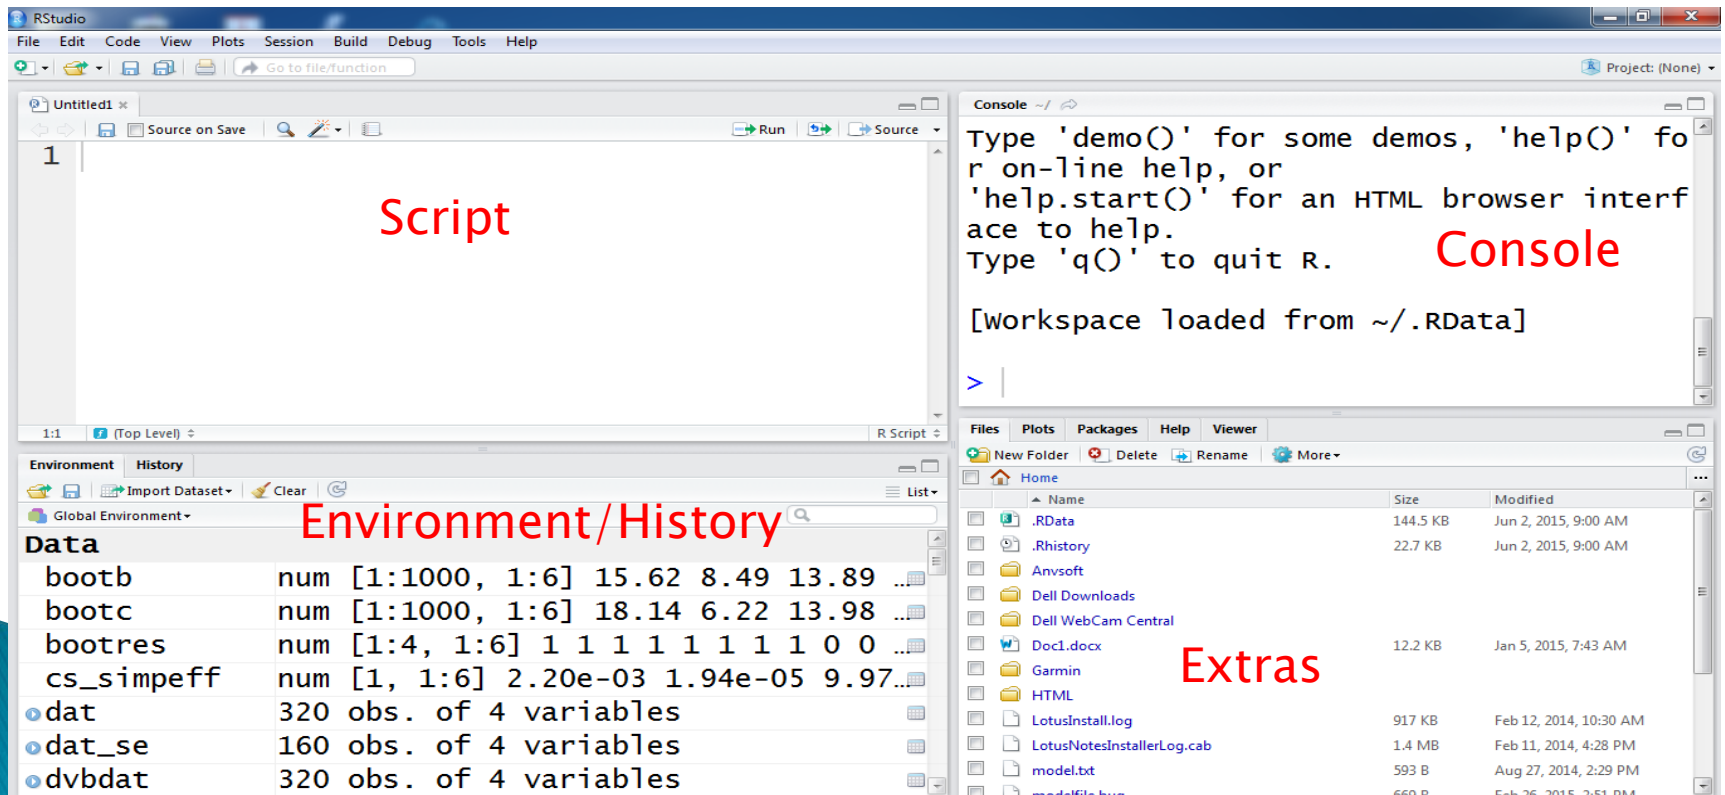 RStudio
File Edit Code View Plots Session Build Debug Tools Help
Go to file/function
Project: (None)
Untitled1
Source on Save
Run
Source
1
Script
1:1 (Top Level)
R Script
Console ~/
Type 'demo()' for some demos, 'help()' fo
r on-line help, or
'help.start()' for an HTML browser interf
ace to help.
Type 'q()' to quit R.
Console
[Workspace loaded from ~/.RData]
>
Environment History
Import Dataset Clear
List
Global Environment
Environment/History
Data
bootb num [1:1000, 1:6] 15.62 8.49 13.89 …
bootc num [1:1000, 1:6] 18.14 6.22 13.98 …
bootres num [1:4, 1:6] 1 1 1 1 1 1 1 1 0 0 …
cs_simpeff num [1, 1:6] 2.20e-03 1.94e-05 9.97…
dat 320 obs. of 4 variables
dat_se 160 obs. of 4 variables
dvbdat 320 obs. of 4 variables
Files Plots Packages Help Viewer
New Folder Delete Rename More
Home ...
Name Size Modified
.RData 144.5 KB Jun 2, 2015, 9:00 AM
.Rhistory 22.7 KB Jun 2, 2015, 9:00 AM
Anvsoft
Dell Downloads
Dell WebCam Central
Doc1.docx 12.2 KB Jan 5, 2015, 7:43 AM
Extras
Garmin
HTML
LotusInstall.log 917 KB Feb 12, 2014, 10:30 AM
LotusNotesInstallerLog.cab 1.4 MB Feb 11, 2014, 4:28 PM
model.txt 593 B Aug 27, 2014, 2:29 PM
modelfile.bug 669 B Feb 26, 2015, 2:51 PM